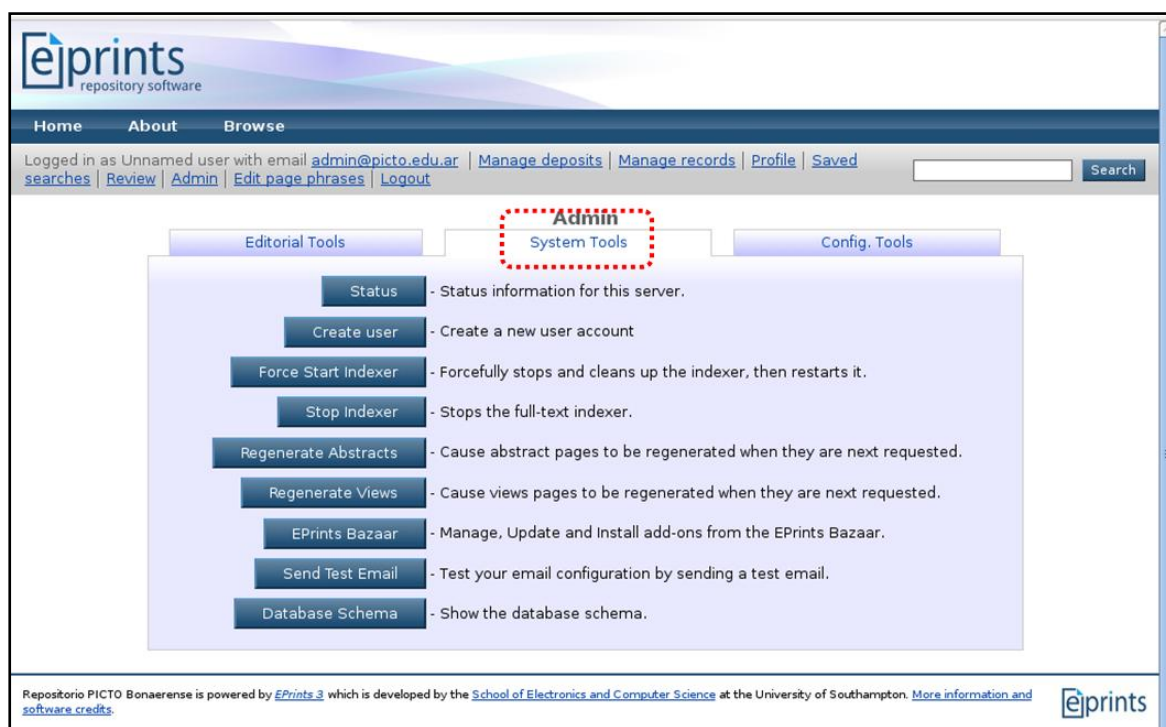 eprints
repository software
Home About Browse
Logged in as Unnamed user with email admin@picto.edu.ar | Manage deposits | Manage records | Profile | Saved
searches | Review | Admin | Edit page phrases | Logout
Search
Admin
Editorial Tools System Tools Config. Tools
Status - Status information for this server.
Create user - Create a new user account
Force Start Indexer - Forcefully stops and cleans up the indexer, then restarts it.
Stop Indexer - Stops the full-text indexer.
Regenerate Abstracts - Cause abstract pages to be regenerated when they are next requested.
Regenerate Views - Cause views pages to be regenerated when they are next requested.
EPrints Bazaar - Manage, Update and Install add-ons from the EPrints Bazaar.
Send Test Email - Test your email configuration by sending a test email.
Database Schema - Show the database schema.
Repositorio PICTO Bonaerense is powered by EPrints 3 which is developed by the School of Electronics and Computer Science at the University of Southampton. More information and
software credits.
eprints